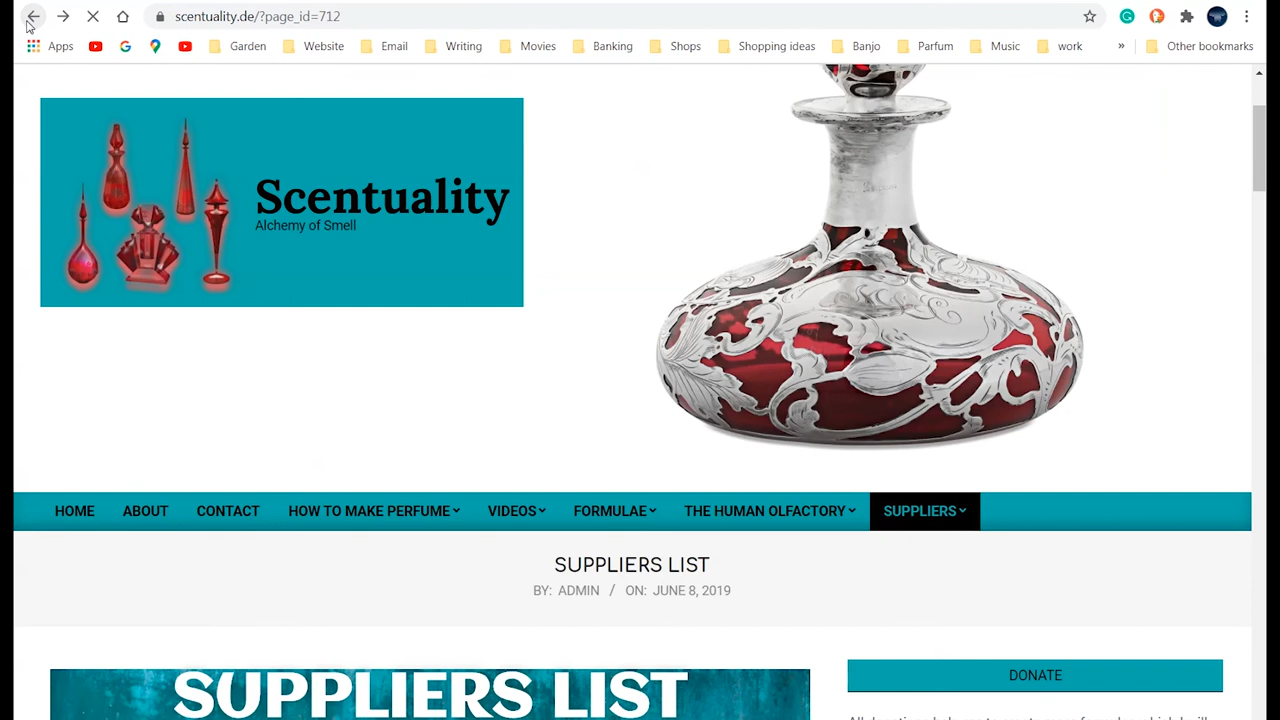 scentuality.de/?page_id=712
Apps Garden Website Email Writing Movies Banking Shops Shopping ideas Banjo Parfum Music work » Other bookmarks
Scentuality
Alchemy of Smell
HOME ABOUT CONTACT HOW TO MAKE PERFUME VIDEOS FORMULAE THE HUMAN OLFACTORY SUPPLIERS
SUPPLIERS LIST
BY: ADMIN / ON: JUNE 8, 2019
SUPPLIERS LIST
DONATE